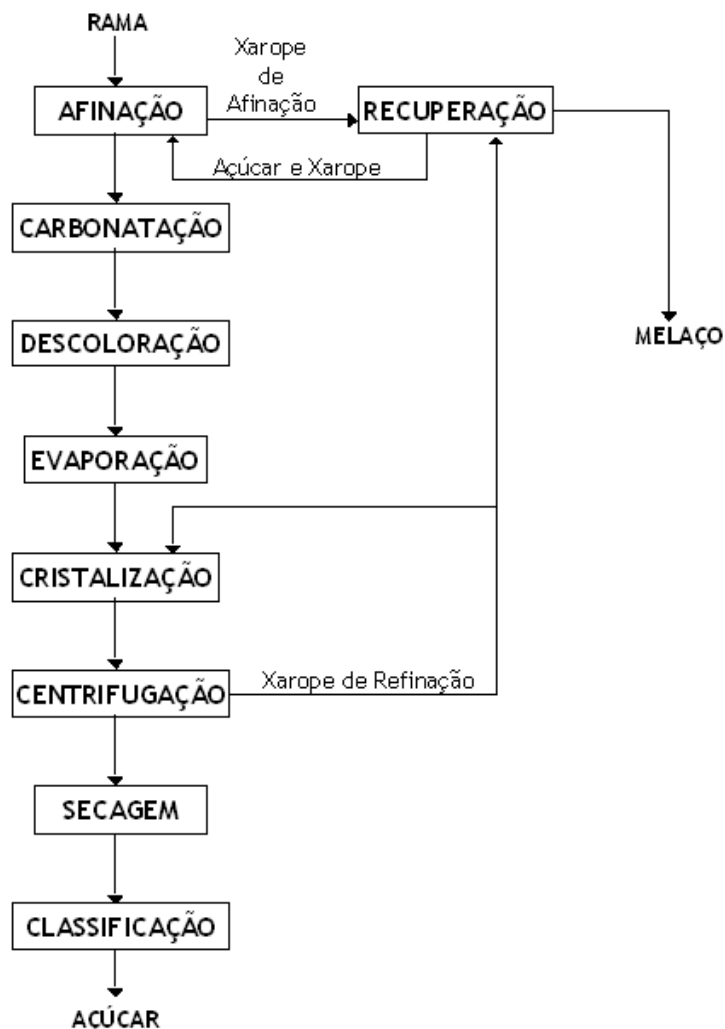 RAMA
Xarope
de
Afinação
AFINAÇÃO
RECUPERAÇÃO
Açúcar e Xarope
CARBONATAÇÃO
DESCOLORAÇÃO
MELAÇO
EVAPORAÇÃO
CRISTALIZAÇÃO
CENTRIFUGAÇÃO
Xarope de Refinação
SECAGEM
CLASSIFICAÇÃO
AÇÚCAR